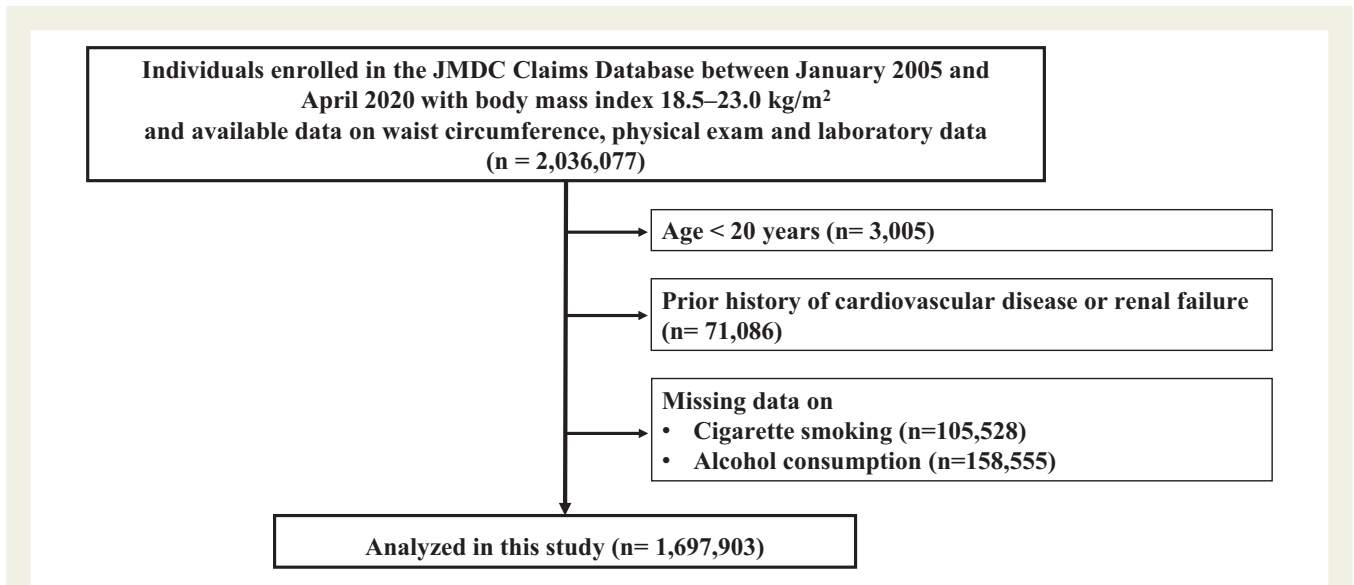 Individuals enrolled in the JMDC Claims Database between January 2005 and
April 2020 with body mass index 18.5–23.0 kg/m²
and available data on waist circumference, physical exam and laboratory data
(n = 2,036,077)
Age < 20 years (n= 3,005)
Prior history of cardiovascular disease or renal failure
(n= 71,086)
Missing data on
• Cigarette smoking (n=105,528)
• Alcohol consumption (n=158,555)
Analyzed in this study (n= 1,697,903)